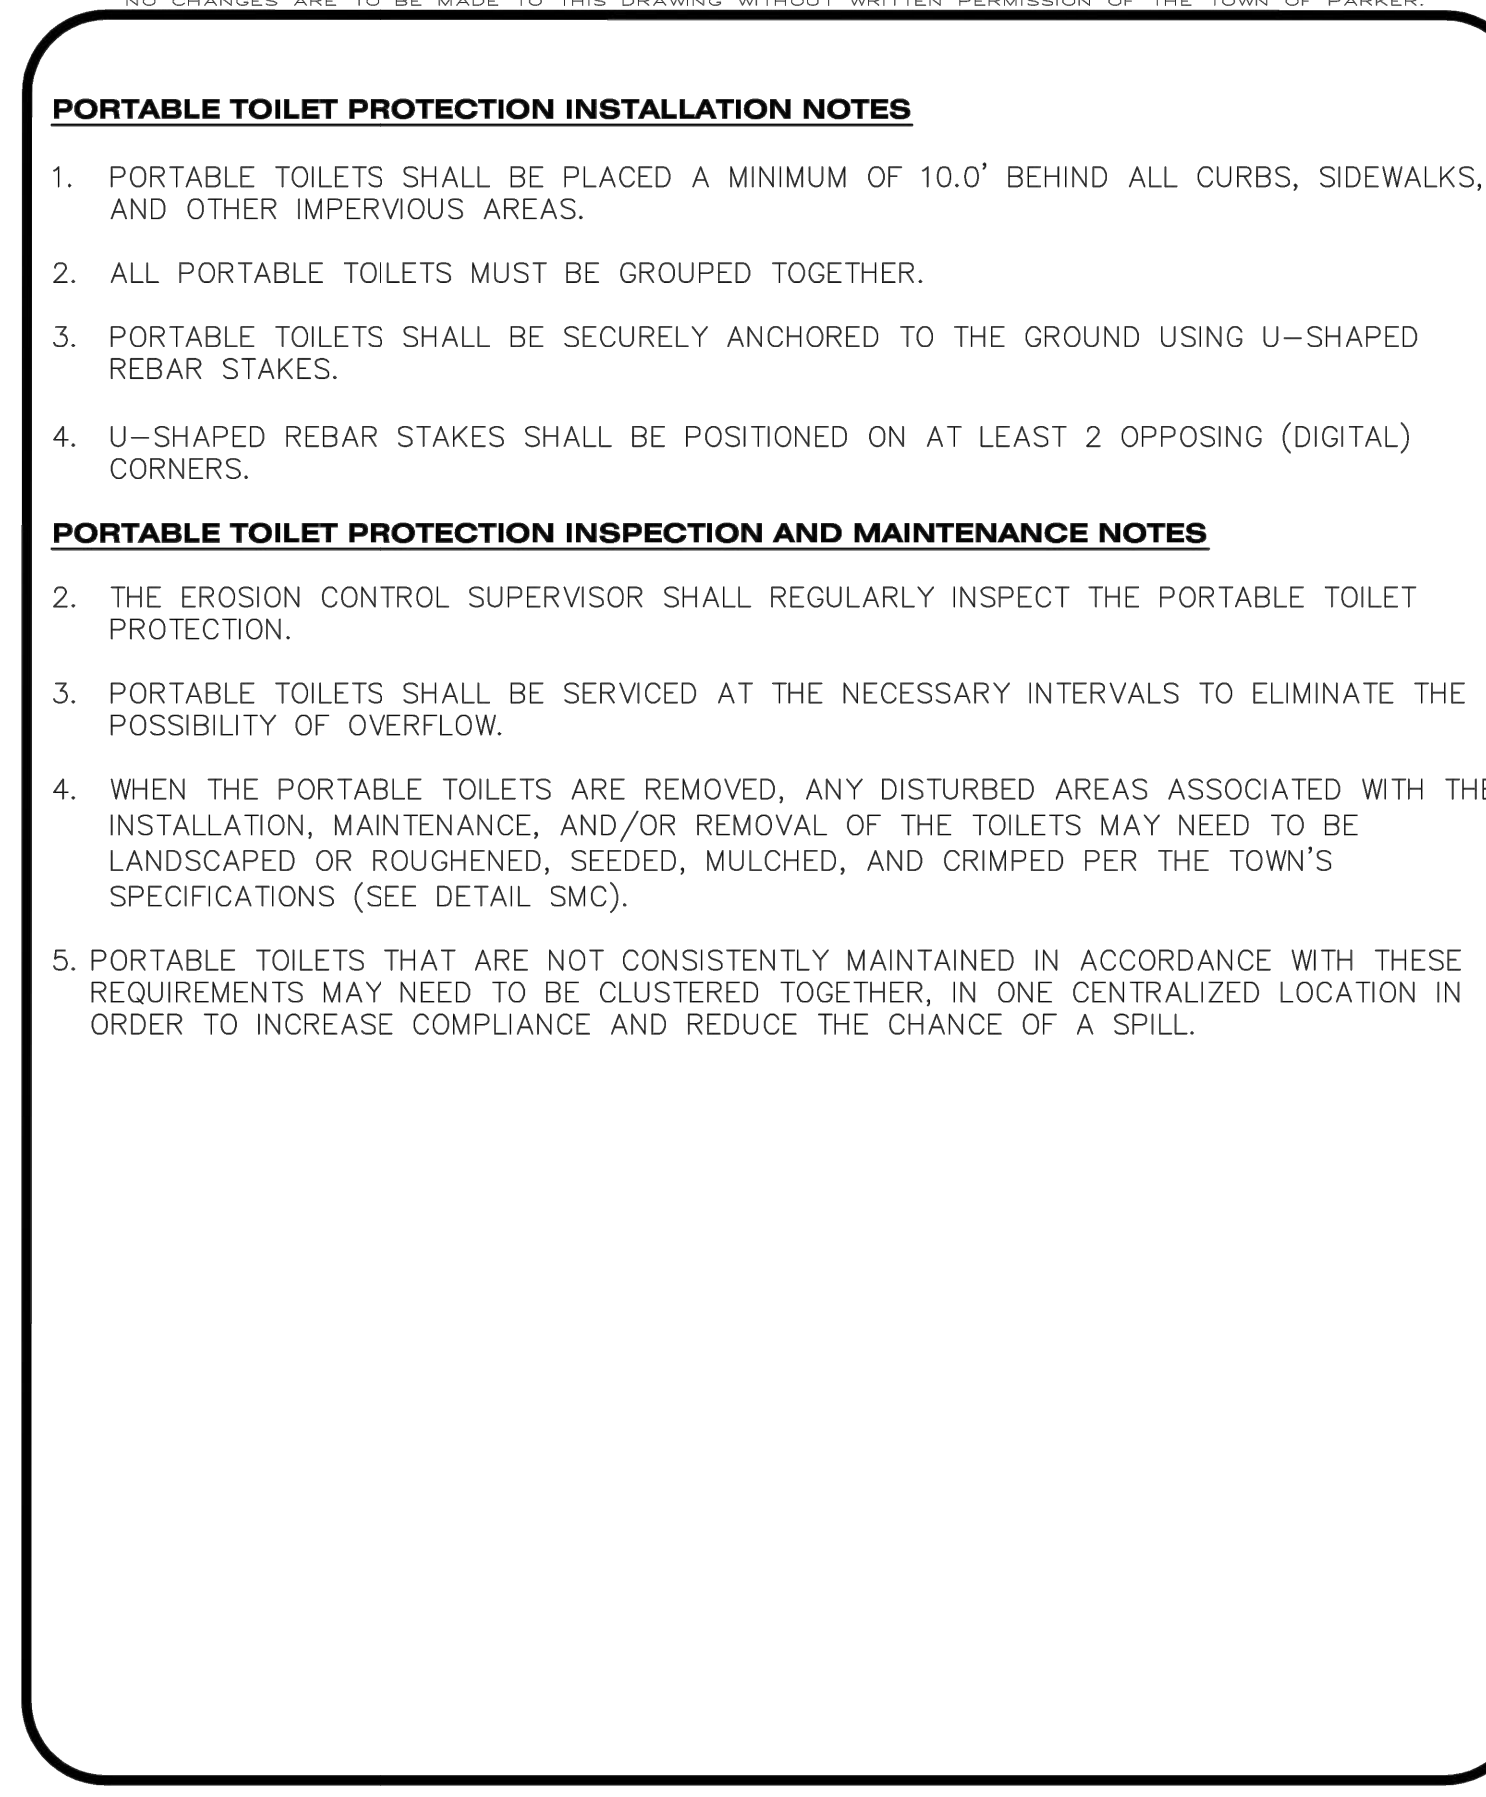 NO CHANGES ARE TO BE MADE TO THIS DRAWING WITHOUT WRITTEN PERMISSION OF THE TOWN OF PARKER.
PORTABLE TOILET PROTECTION INSTALLATION NOTES
1. PORTABLE TOILETS SHALL BE PLACED A MINIMUM OF 10.0' BEHIND ALL CURBS, SIDEWALKS,
AND OTHER IMPERVIOUS AREAS.
2. ALL PORTABLE TOILETS MUST BE GROUPED TOGETHER.
3. PORTABLE TOILETS SHALL BE SECURELY ANCHORED TO THE GROUND USING U-SHAPED
REBAR STAKES.
4. U-SHAPED REBAR STAKES SHALL BE POSITIONED ON AT LEAST 2 OPPOSING (DIGITAL)
CORNERS.
PORTABLE TOILET PROTECTION INSPECTION AND MAINTENANCE NOTES
2. THE EROSION CONTROL SUPERVISOR SHALL REGULARLY INSPECT THE PORTABLE TOILET
PROTECTION.
3. PORTABLE TOILETS SHALL BE SERVICED AT THE NECESSARY INTERVALS TO ELIMINATE THE
POSSIBILITY OF OVERFLOW.
4. WHEN THE PORTABLE TOILETS ARE REMOVED, ANY DISTURBED AREAS ASSOCIATED WITH THE
INSTALLATION, MAINTENANCE, AND/OR REMOVAL OF THE TOILETS MAY NEED TO BE
LANDSCAPED OR ROUGHENED, SEEDED, MULCHED, AND CRIMPED PER THE TOWN'S
SPECIFICATIONS (SEE DETAIL SMC).
5. PORTABLE TOILETS THAT ARE NOT CONSISTENTLY MAINTAINED IN ACCORDANCE WITH THESE
REQUIREMENTS MAY NEED TO BE CLUSTERED TOGETHER, IN ONE CENTRALIZED LOCATION IN
ORDER TO INCREASE COMPLIANCE AND REDUCE THE CHANCE OF A SPILL.